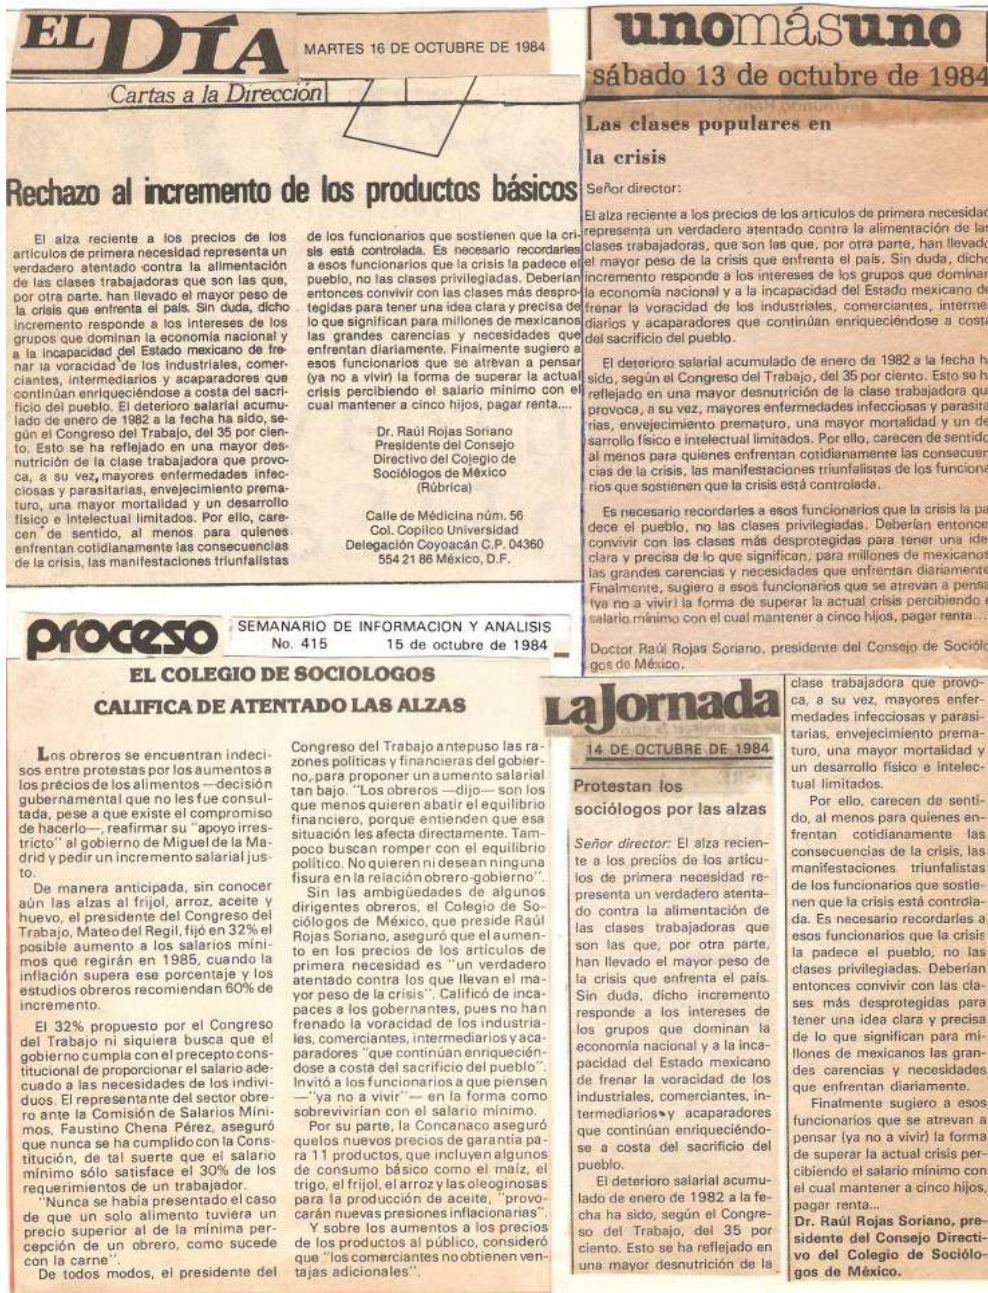 EL DÍA
MARTES 16 DE OCTUBRE DE 1984
Cartas a la Dirección
Rechazo al incremento de los productos básicos
El alza reciente a los precios de los
artículos de primera necesidad representa un
verdadero atentado contra la alimentación
de las clases trabajadoras que son las que,
por otra parte, han llevado el mayor peso de
la crisis que enfrenta el país. Sin duda, dicho
incremento responde a los intereses de los
grupos que dominan la economía nacional y
a la incapacidad del Estado mexicano de fre-
nar la voracidad de los industriales, comer-
ciantes, intermediarios y acaparadores que
continúan enriqueciéndose a costa del sacri-
ficio del pueblo. El deterioro salarial acumu-
lado de enero de 1982 a la fecha ha sido, se-
gún el Congreso del Trabajo, del 35 por cien-
to. Esto se ha reflejado en una mayor des-
nutrición de la clase trabajadora que provo-
ca, a su vez, mayores enfermedades infec-
ciosas y parasitarias, envejecimiento prema-
turo, una mayor mortalidad y un desarrollo
físico e intelectual limitados. Por ello, care-
cen de sentido, al menos para quienes
enfrentan cotidianamente las consecuencias
de la crisis, las manifestaciones triunfalistas
de los funcionarios que sostienen que la cri-
sis está controlada. Es necesario recordarles
a esos funcionarios que la crisis la padece el
pueblo, no las clases privilegiadas. Deberían
entonces convivir con las clases más despro-
tegidas para tener una idea clara y precisa de
lo que significan para millones de mexicanos
las grandes carencias y necesidades que
enfrentan diariamente. Finalmente sugiero a
esos funcionarios que se atrevan a pensar
(ya no a vivir) la forma de superar la actual
crisis percibiendo el salario mínimo con el
cual mantener a cinco hijos, pagar renta....
Dr. Raúl Rojas Soriano
Presidente del Consejo
Directivo del Colegio de
Sociólogos de México
(Rúbrica)
Calle de Médicina núm. 56
Col. Copilco Universidad
Delegación Coyoacán C.P. 04360
554 21 86 México, D.F.
unomásuno
sábado 13 de octubre de 1984
Las clases populares en
la crisis
Señor director:
El alza reciente a los precios de los artículos de primera necesidad
representa un verdadero atentado contra la alimentación de las
clases trabajadoras, que son las que, por otra parte, han llevado
el mayor peso de la crisis que enfrenta el país. Sin duda, dicho
incremento responde a los intereses de los grupos que dominan
la economía nacional y a la incapacidad del Estado mexicano de
frenar la voracidad de los industriales, comerciantes, interme-
diarios y acaparadores que continúan enriqueciéndose a costa
del sacrificio del pueblo.
El deterioro salarial acumulado de enero de 1982 a la fecha h
sido, según el Congreso del Trabajo, del 35 por ciento. Esto se h
reflejado en una mayor desnutrición de la clase trabajadora qu
provoca, a su vez, mayores enfermedades infecciosas y parasita
rias, envejecimiento prematuro, una mayor mortalidad y un de
sarrollo físico e intelectual limitados. Por ello, carecen de sentido
al menos para quienes enfrentan cotidianamente las consecuen
cias de la crisis, las manifestaciones triunfalistas de los funciona
rios que sostienen que la crisis está controlada.
Es necesario recordarles a esos funcionarios que la crisis la pa
dece el pueblo, no las clases privilegiadas. Deberían entonce
convivir con las clases más desprotegidas para tener una ide
clara y precisa de lo que significan, para millones de mexicanos
las grandes carencias y necesidades que enfrentan diariamente
Finalmente, sugiero a esos funcionarios que se atrevan a pensa
(ya no a vivir) la forma de superar la actual crisis percibiendo e
salario mínimo con el cual mantener a cinco hijos, pagar renta...
Doctor Raúl Rojas Soriano, presidente del Consejo de Sociólo
gos de México.
proceso
SEMANARIO DE INFORMACION Y ANALISIS
No. 415 15 de octubre de 1984
EL COLEGIO DE SOCIOLOGOS
CALIFICA DE ATENTADO LAS ALZAS
Los obreros se encuentran indeci-
sos entre protestas por los aumentos a
los précios de los alimentos —decisión
gubernamental que no les fue consul-
tada, pese a que existe el compromiso
de hacerlo—, reafirmar su "apoyo irres-
tricto" al gobierno de Miguel de la Ma-
drid y pedir un incremento salarial jus-
to.
De manera anticipada, sin conocer
aún las alzas al frijol, arroz, aceite y
huevo, el presidente del Congreso del
Trabajo, Mateo del Regil, fijó en 32% el
posible aumento a los salarios míni-
mos que regirán en 1985, cuando la
inflación supera ese porcentaje y los
estudios obreros recomiendan 60% de
incremento.
El 32% propuesto por el Congreso
del Trabajo ni siquiera busca que el
gobierno cumpla con el precepto cons-
titucional de proporcionar el salario ade-
cuado a las necesidades de los indivi-
duos. El representante del sector obre-
ro ante la Comisión de Salarios Míni-
mos, Faustino Chena Pérez, aseguró
que nunca se ha cumplido con la Cons-
titución, de tal suerte que el salario
mínimo sólo satisface el 30% de los
requerimientos de un trabajador.
"Nunca se había presentado el caso
de que un solo alimento tuviera un
precio superior al de la mínima per-
cepción de un obrero, como sucede
con la carne".
De todos modos, el presidente del
Congreso del Trabajo antepuso las ra-
zones políticas y financieras del gobier-
no, para proponer un aumento salarial
tan bajo. "Los obreros —dijo— son los
que menos quieren abatir el equilibrio
financiero, porque entienden que esa
situación les afecta directamente. Tam-
poco buscan romper con el equilibrio
político. No quieren ni desean ninguna
fisura en la relación obrero-gobierno".
Sin las ambigüedades de algunos
dirigentes obreros, el Colegio de So-
ciólogos de México, que preside Raúl
Rojas Soriano, aseguró que el aumen-
to en los precios de los artículos de
primera necesidad es "un verdadero
atentado contra los que llevan el ma-
yor peso de la crisis". Calificó de inca-
paces a los gobernantes, pues no han
frenado la voracidad de los industria-
les, comerciantes, intermediarios y aca-
paradores "que continúan enriquecién-
dose a costa del sacrificio del pueblo".
Invitó a los funcionarios a que piensen
—"ya no a vivir"— en la forma como
sobrevivirían con el salario mínimo.
Por su parte, la Concanaco aseguró
quelos nuevos precios de garantía pa-
ra 11 productos, que incluyen algunos
de consumo básico como el maíz, el
trigo, el frijol, el arroz y las oleoginosas
para la producción de aceite, "provo-
carán nuevas presiones inflacionarias".
Y sobre los aumentos a los precios
de los productos al público, consideró
que "los comerciantes no obtienen ven-
tajas adicionales".
La Jornada
14 DE OCTUBRE DE 1984
Protestan los
sociólogos por las alzas
Señor director: El alza recien-
te a los precios de los artícu-
los de primera necesidad re-
presenta un verdadero atenta-
do contra la alimentación de
las clases trabajadoras que
son las que, por otra parte,
han llevado el mayor peso de
la crisis que enfrenta el país.
Sin duda, dicho incremento
responde a los intereses de
los grupos que dominan la
economía nacional y a la inca-
pacidad del Estado mexicano
de frenar la voracidad de los
industriales, comerciantes, in-
termediarios y acaparadores
que continúan enriqueciéndo-
se a costa del sacrificio del
pueblo.
El deterioro salarial acumu-
lado de enero de 1982 a la fe-
cha ha sido, según el Congre-
so del Trabajo, del 35 por
ciento. Esto se ha reflejado en
una mayor desnutrición de la
clase trabajadora que provo-
ca, a su vez, mayores enfer-
medades infecciosas y parasi-
tarias, envejecimiento prema-
turo, una mayor mortalidad y
un desarrollo físico e intelec-
tual limitados.
Por ello, carecen de senti-
do, al menos para quienes en-
frentan cotidianamente las
consecuencias de la crisis, las
manifestaciones triunfalistas
de los funcionarios que sostie-
nen que la crisis está controla-
da. Es necesario recordarles a
esos funcionarios que la crisis
la padece el pueblo, no las
clases privilegiadas. Deberían
entonces convivir con las cla-
ses más desprotegidas para
tener una idea clara y precisa
de lo que significan para mi-
llones de mexicanos las gran-
des carencias y necesidades
que enfrentan diariamente.
Finalmente sugiero a esos
funcionarios que se atrevan a
pensar (ya no a vivir) la forma
de superar la actual crisis per-
cibiendo el salario mínimo con
el cual mantener a cinco hijos,
pagar renta...
Dr. Raúl Rojas Soriano, pre-
sidente del Consejo Directi-
vo del Colegio de Sociólo-
gos de México.